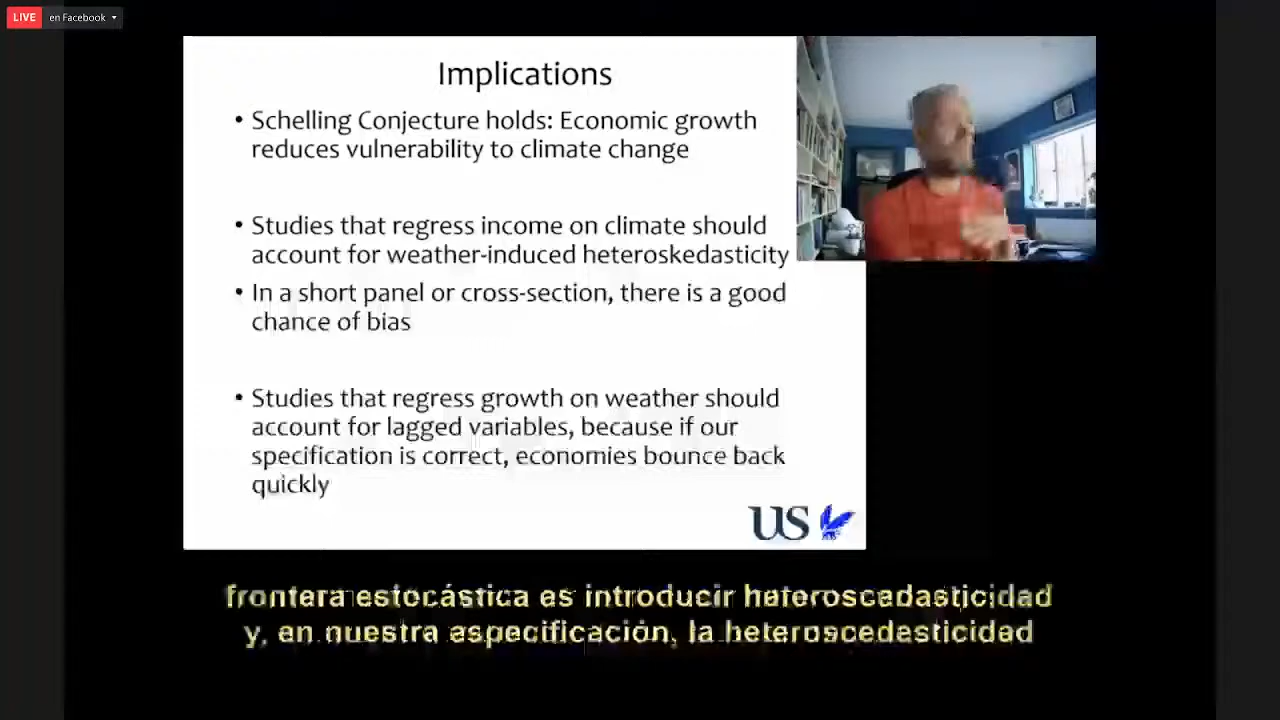 LIVE en Facebook
Implications
• Schelling Conjecture holds: Economic growth
reduces vulnerability to climate change
• Studies that regress income on climate should
account for weather-induced heteroskedasticity
• In a short panel or cross-section, there is a good
chance of bias
• Studies that regress growth on weather should
account for lagged variables, because if our
specification is correct, economies bounce back
quickly
US
frontera estocástica es introducir heteroscedasticidad
y, en nuestra especificación, la heteroscedesticided